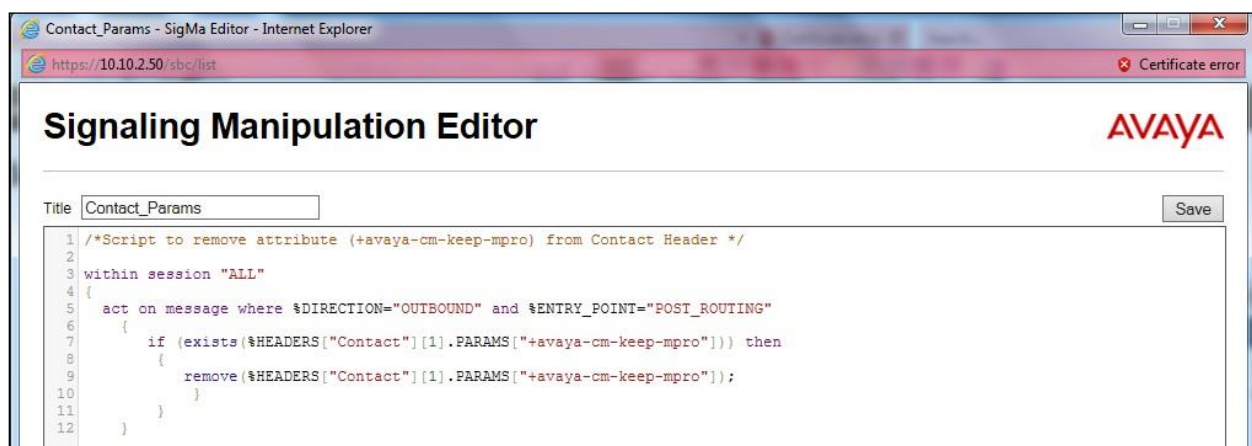 Contact_Params - SigMa Editor - Internet Explorer
https://10.10.2.50/sbc/list
Certificate error
Signaling Manipulation Editor
AVAYA
Title Contact_Params
Save
1 /*Script to remove attribute (+avaya-cm-keep-mpro) from Contact Header */
2
3 within session "ALL"
4 {
5 act on message where %DIRECTION="OUTBOUND" and %ENTRY_POINT="POST_ROUTING"
6 {
7 if (exists(%HEADERS["Contact"][1].PARAMS["+avaya-cm-keep-mpro"])) then
8 {
9 remove(%HEADERS["Contact"][1].PARAMS["+avaya-cm-keep-mpro"]);
10 }
11 }
12 }